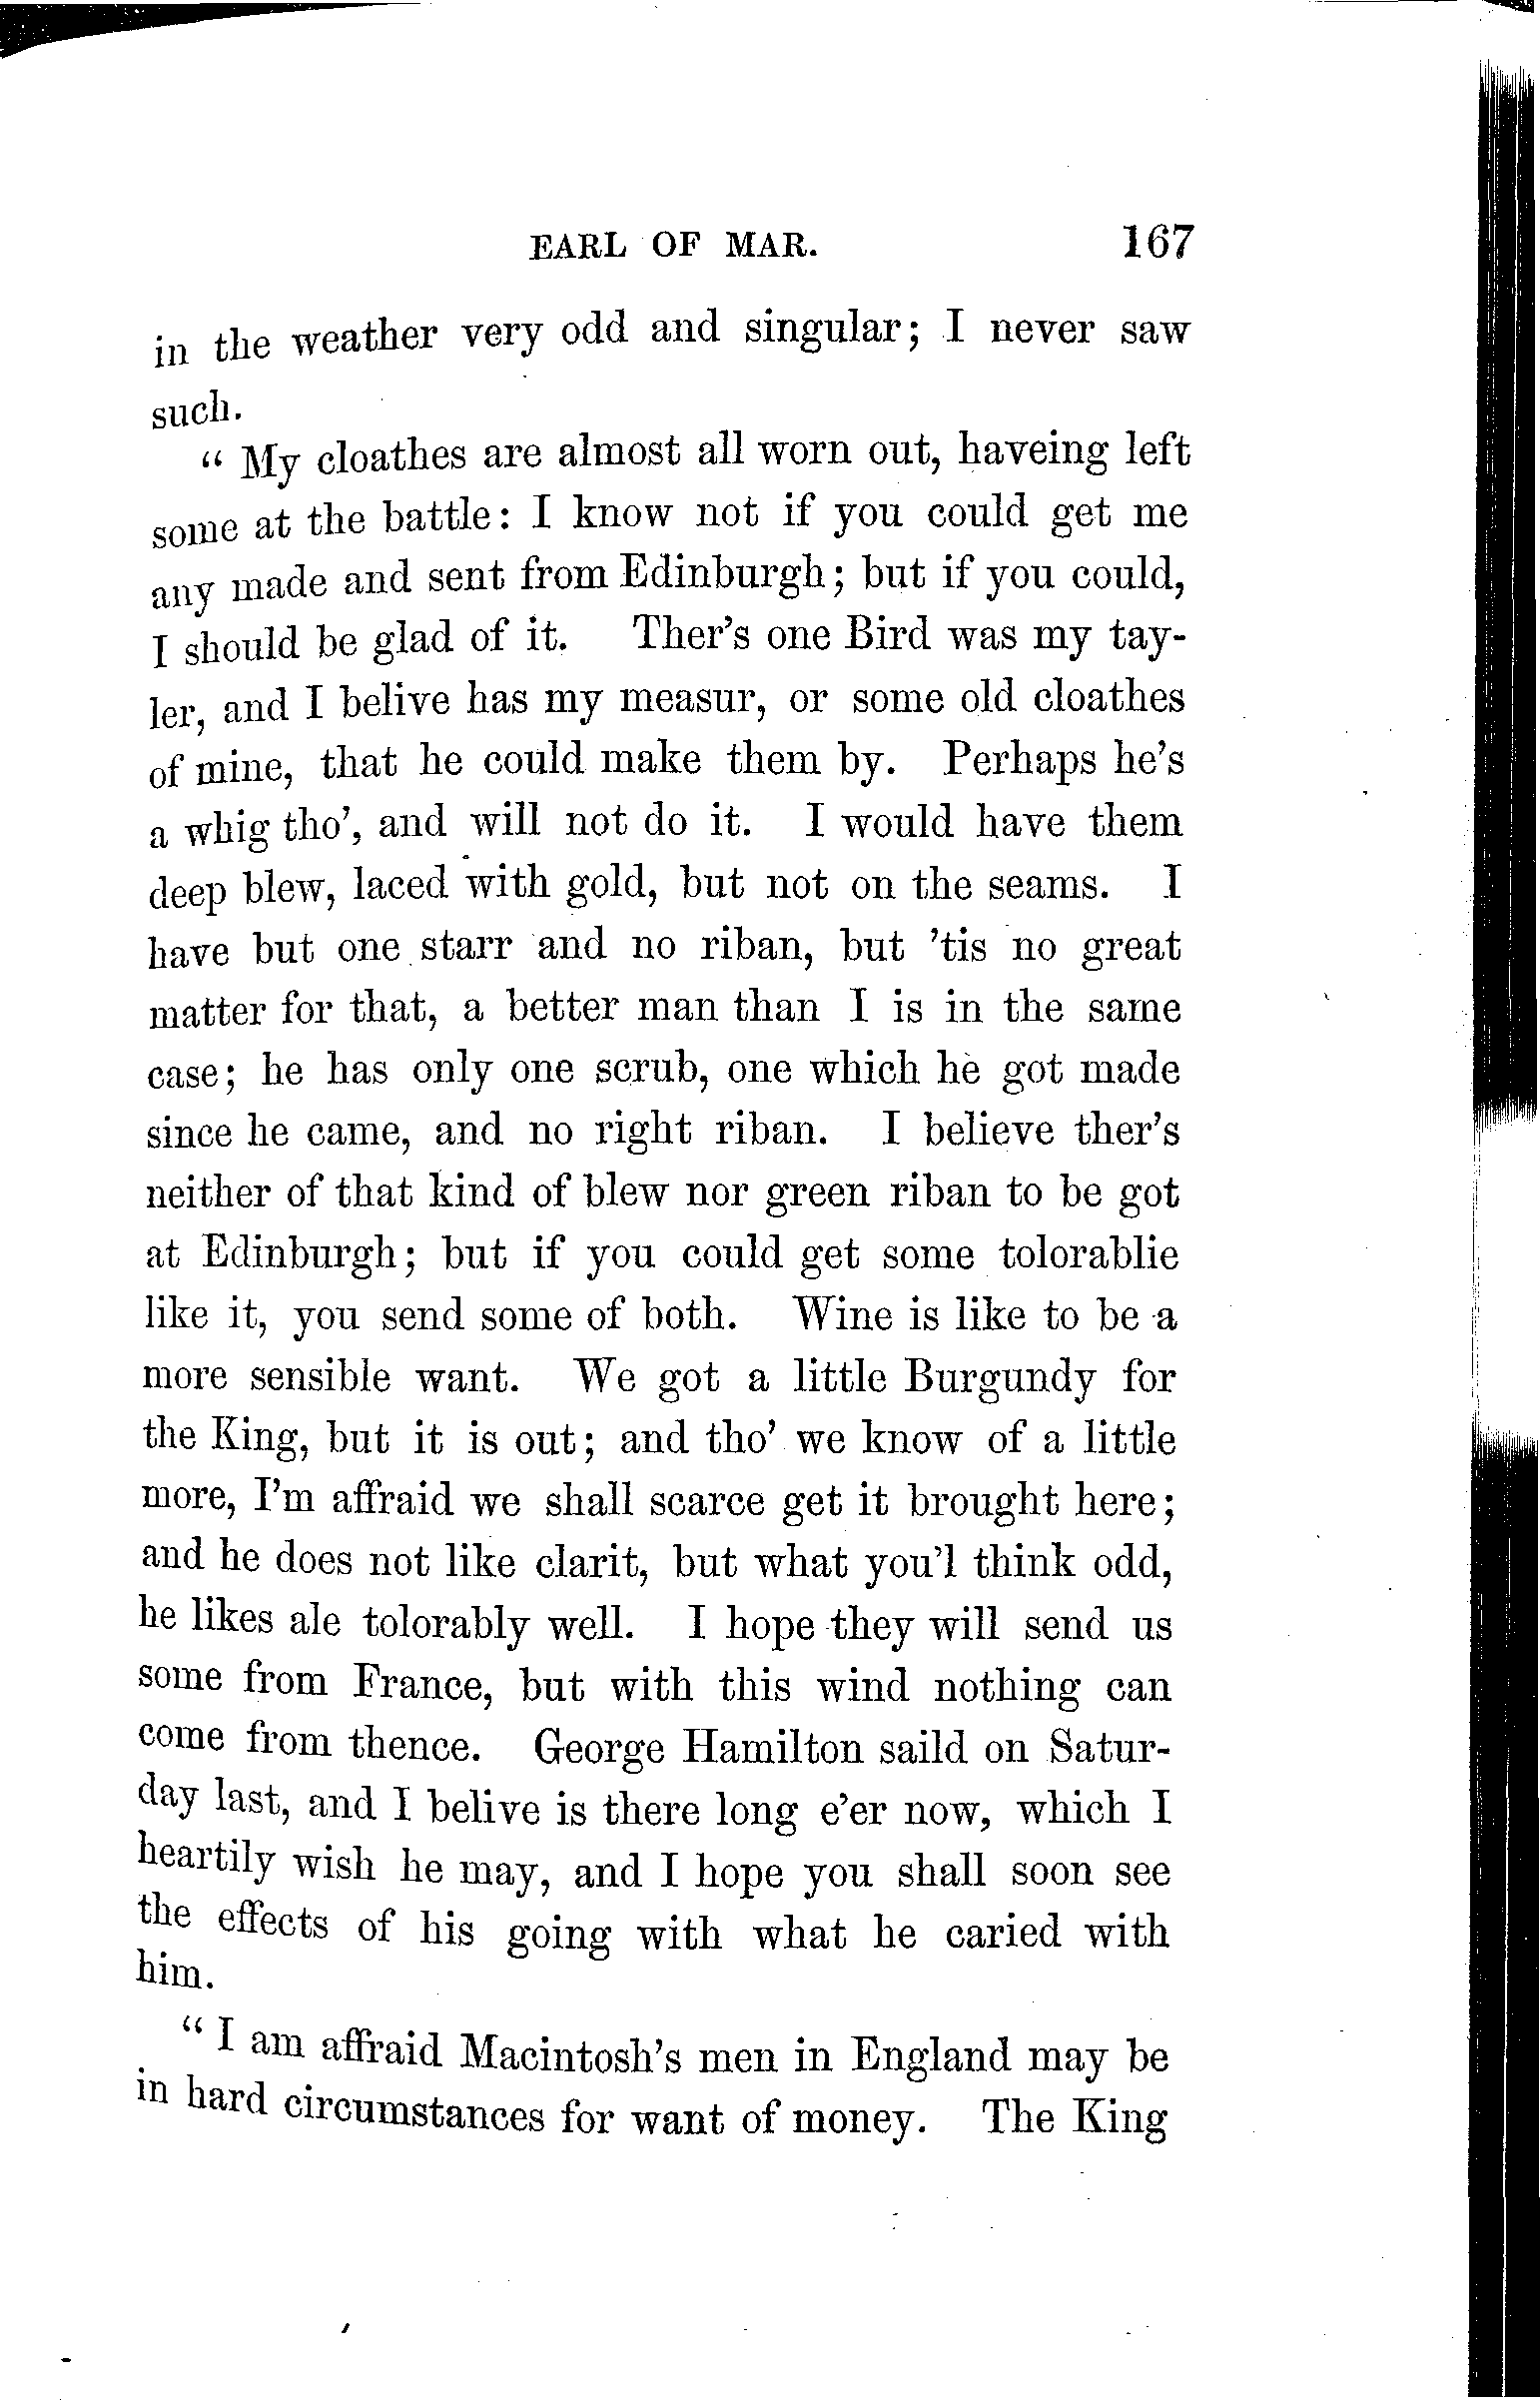 EARL OF MAR. 167
in the weather very odd and singular; I never saw
such.
“ My cloathes are almost all worn out, haveing left
some at the battle: I know not if you could get me
any made and sent from Edinburgh; but if you could,
I should be glad of it. Ther’s one Bird was my tay-
ler, and I belive has my measur, or some old cloathes
of mine, that he could make them by. Perhaps he’s
a whig tho’, and will not do it. I would have them
deep blew, laced with gold, but not on the seams. I
have but one starr and no riban, but ’tis no great
matter for that, a better man than I is in the same
case; he has only one scrub, one which he got made
since he came, and no right riban. I believe ther’s
neither of that kind of blew nor green riban to be got
at Edinburgh; but if you could get some tolorablie
like it, you send some of both. Wine is like to be a
more sensible want. We got a little Burgundy for
the King, but it is out; and tho’ we know of a little
more, I’m affraid we shall scarce get it brought here;
and he does not like clarit, but what you’l think odd,
he likes ale tolorably well. I hope they will send us
some from France, but with this wind nothing can
come from thence. George Hamilton saild on Satur-
day last, and I belive is there long e’er now, which I
heartily wish he may, and I hope you shall soon see
the effects of his going with what he caried with
him.
“ I am affraid Macintosh’s men in England may be
in hard circumstances for want of money. The King